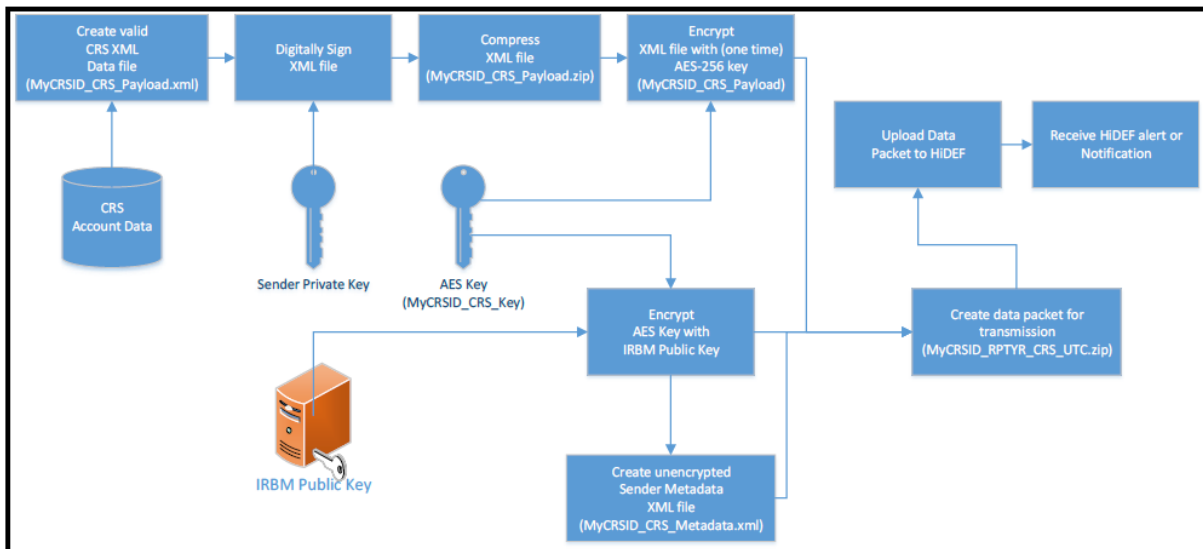 Create valid
CRS XML
Data file
(MyCRSID_CRS_Payload.xml)
Digitally Sign
XML file
Compress
XML file
(MyCRSID_CRS_Payload.zip)
Encrypt
XML file with (one time)
AES-256 key
(MyCRSID_CRS_Payload)
Upload Data
Packet to HiDEF
Receive HiDEF alert or
Notification
CRS
Account Data
Sender Private Key
AES Key
(MyCRSID_CRS_Key)
Encrypt
AES Key with
IRBM Public Key
Create data packet for
transmission
(MyCRSID_RPTYR_CRS_UTC.zip)
IRBM Public Key
Create unencrypted
Sender Metadata
XML file
(MyCRSID_CRS_Metadata.xml)